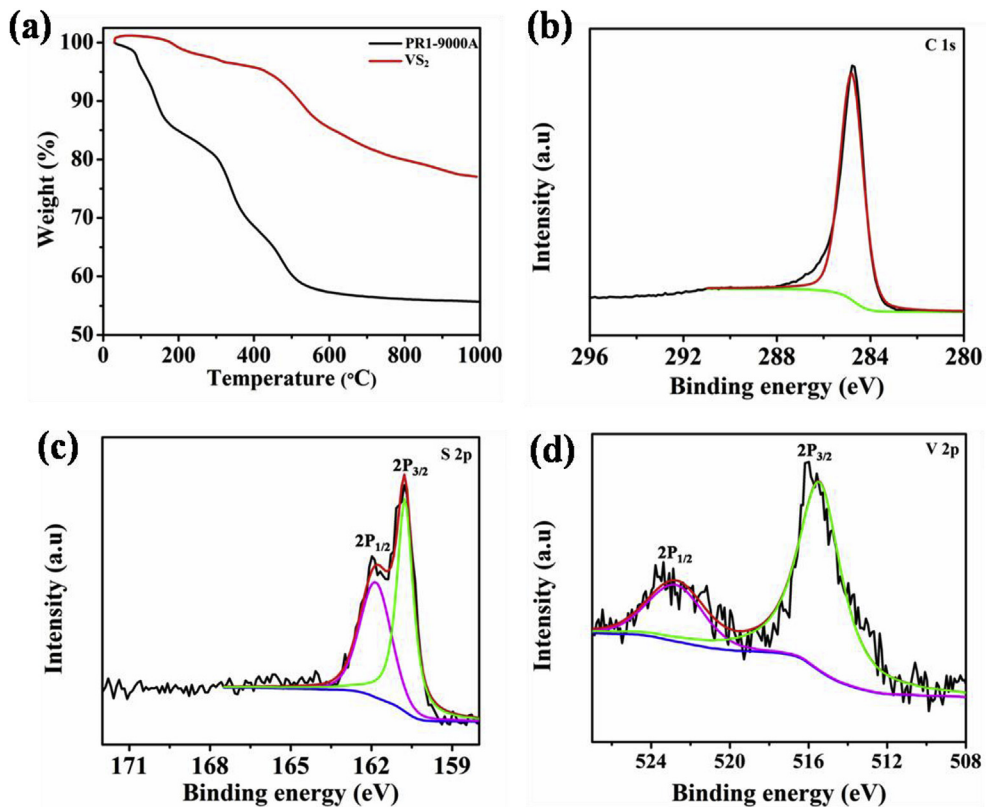 (a)
PR1-9000A
VS₂
100
90
80
70
60
50
0
200
400
600
800
1000
Weight (%)
Temperature (°C)
(b)
C 1s
Intensity (a.u)
296
292
288
284
280
Binding energy (eV)
(c)
S 2p
2P3/2
2P1/2
Intensity (a.u)
171
168
165
162
159
Binding energy (eV)
(d)
V 2p
2P3/2
2P1/2
Intensity (a.u)
524
520
516
512
508
Binding energy (eV)